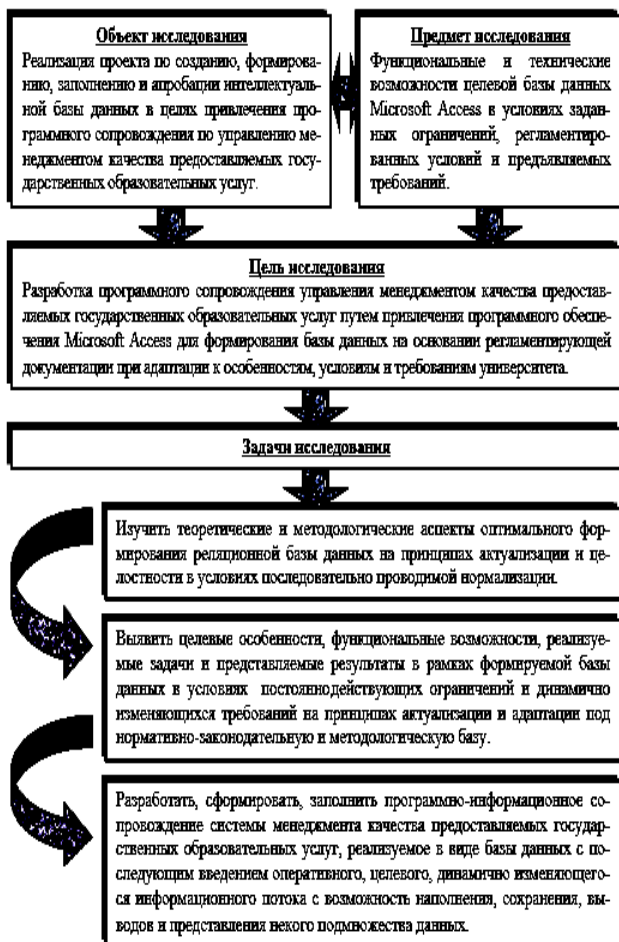 Объект исследования
Реализация проекта по созданию, формирова-
нию, заполнению и апробации интеллектуаль-
ной базы данных в целях привлечения про-
граммного сопровождения по управлению ме-
неджментом качества предоставляемых госу-
дарственных образовательных услуг.
Предмет исследования
Функциональные и технические
возможности целевой базы данных
Microsoft Access в условиях задан-
ных ограничений, регламентиро-
ванных условий и предъявляемых
требований.
Цель исследования
Разработка программного сопровождения управления менеджментом качества предостав-
ляемых государственных образовательных услуг путем привлечения программного обеспе-
чения Microsoft Access для формирования базы данных на основании регламентирующей
документации при адаптации к особенностям, условиям и требованиям университета.
Задачи исследования
Изучить теоретические и методологические аспекты оптимального фор-
мирования реляционной базы данных на принципах актуализации и це-
лостности в условиях последовательно проводимой нормализации.
Выявить целевые особенности, функциональные возможности, реализуе-
мые задачи и представляемые результаты в рамках формируемой базы
данных в условиях постояннодействующих ограничений и динамично
изменяющихся требований на принципах актуализации и адаптации под
нормативно-законодательную и методологическую базу.
Разработать, сформировать, заполнить программно-информационное со-
провождение системы менеджмента качества предоставляемых государ-
ственных образовательных услуг, реализуемое в виде базы данных с по-
следующим введением оперативного, целевого, динамично изменяющего-
ся информационного потока с возможность наполнения, сохранения, вы-
водов и представления некого подмножества данных.